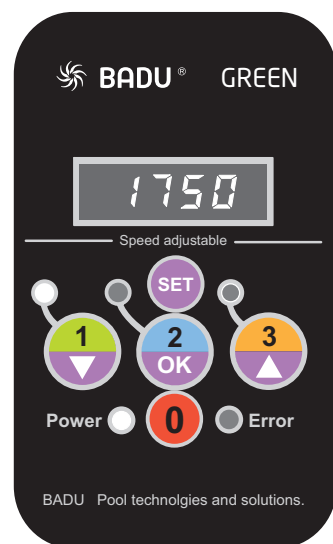 BADU® GREEN
1750
Speed adjustable
SET
1 2 3
OK
Power 0 Error
BADU Pool technolgies and solutions.